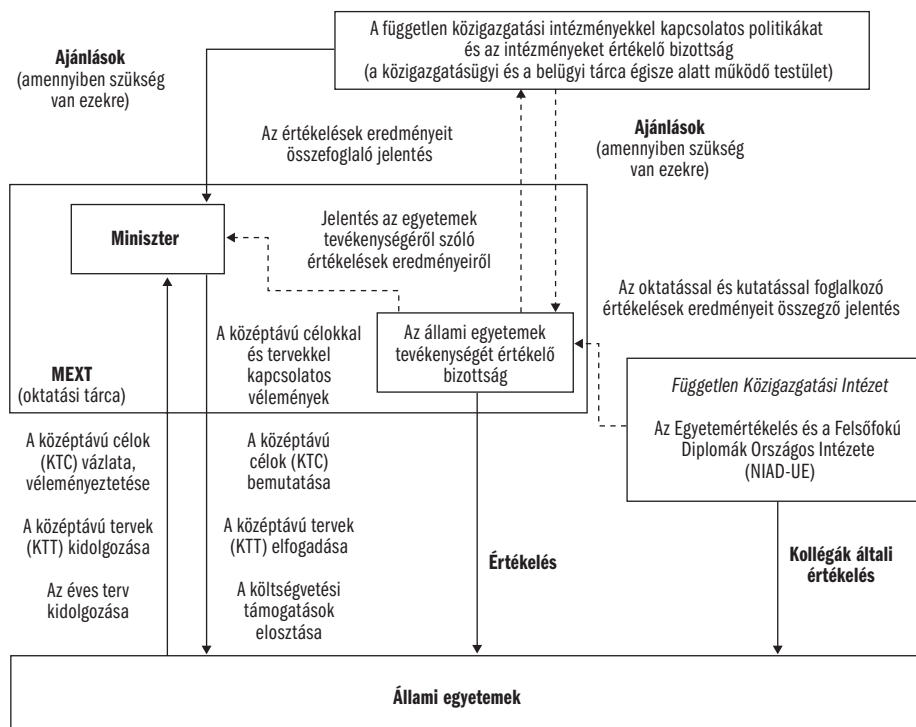 A független közigazgatási intézményekkel kapcsolatos politikákat
és az intézményeket értékelő bizottság
(a közigazgatásügyi és a belügyi tárca égisze alatt működő testület)
Ajánlások
(amennyiben szükség
van ezekre)
Az értékelések eredményeit
összefoglaló jelentés
Ajánlások
(amennyiben szükség
van ezekre)
Miniszter
Jelentés az egyetemek
tevékenységéről szóló
értékelések eredményeiről
Az oktatással és kutatással foglalkozó
értékelések eredményeit összegző jelentés
A középtávú célokkal
és tervekkel
kapcsolatos
vélemények
Az állami egyetemek
tevékenységét értékelő
bizottság
MEXT
(oktatási tárca)
Független Közigazgatási Intézet
Az Egyetemértékelés és a Felsőfokú
Diplomák Országos Intézete
(NIAD-UE)
A középtávú célok
(KTC) vázlata,
véleményeztetése
A középtávú
célok (KTC)
bemutatása
A középtávú tervek
(KTT) kidolgozása
A középtávú tervek
(KTT) elfogadása
Értékelés
Kollégák általi
értékelés
Az éves terv
kidolgozása
A költségvetési
támogatások
elosztása
Állami egyetemek